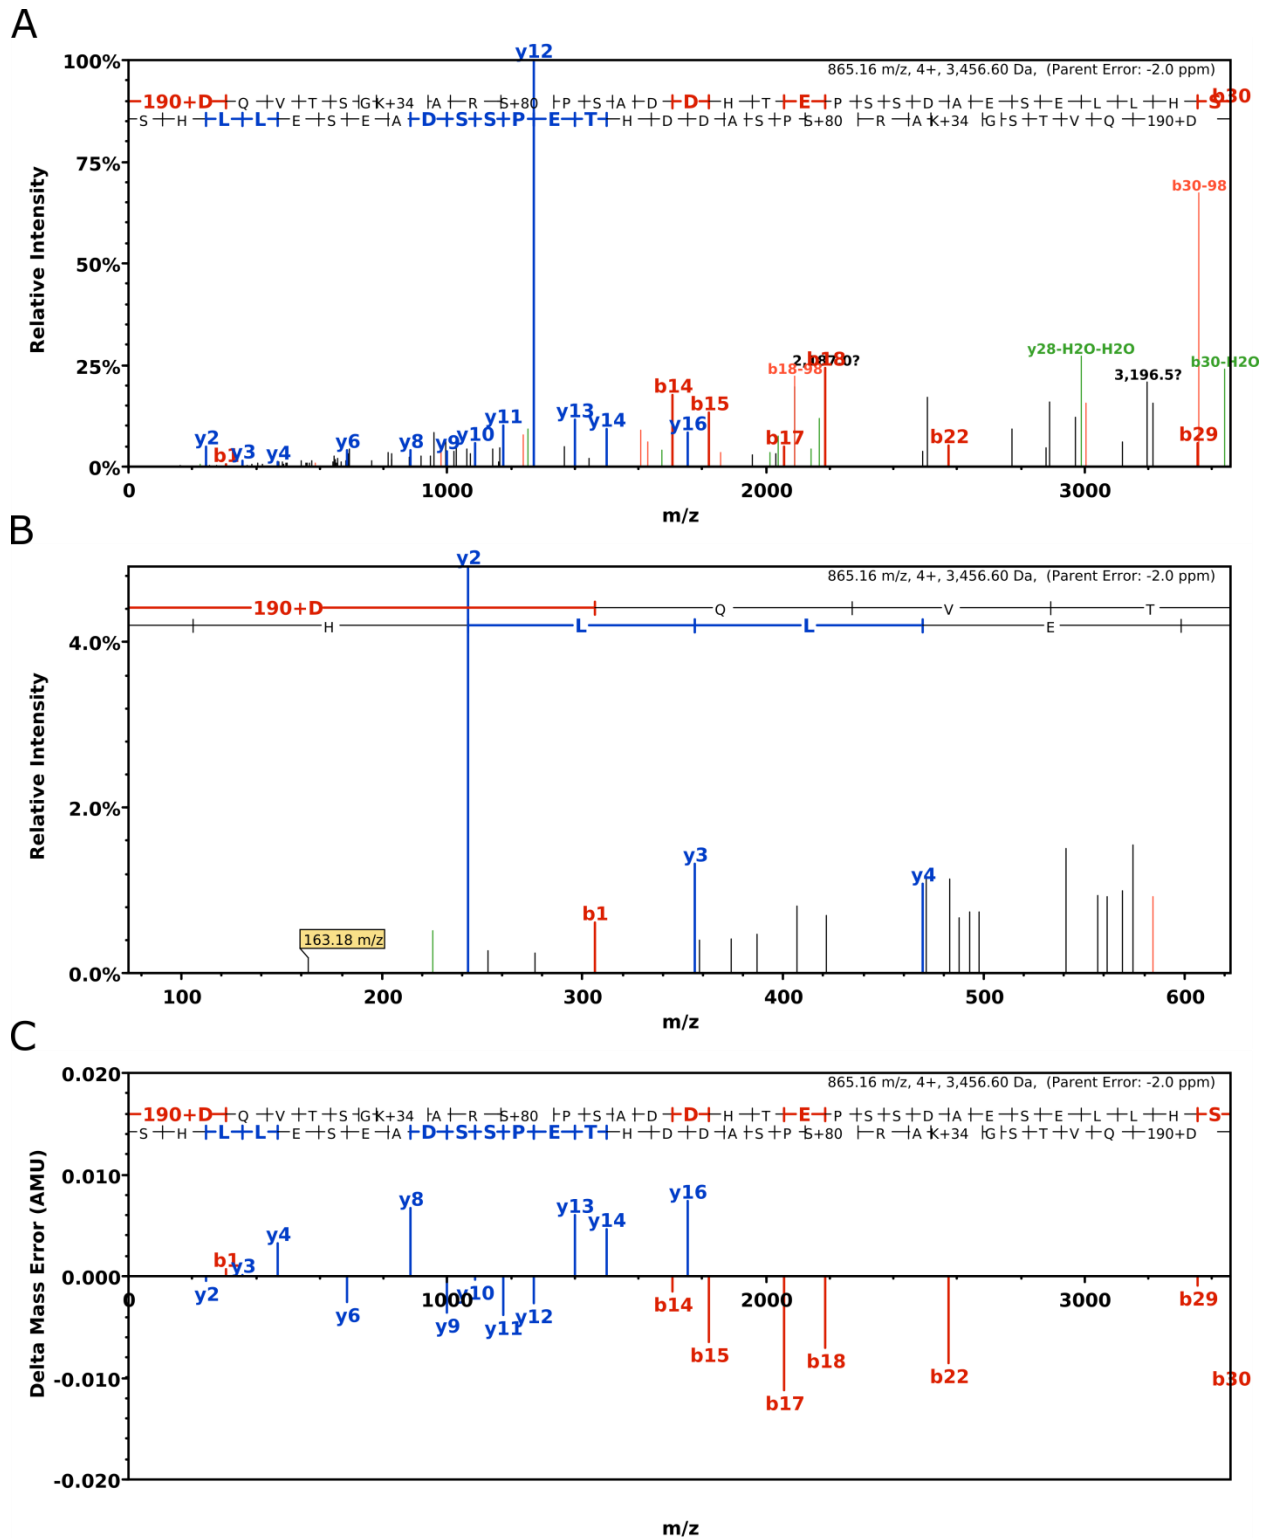 A
y12
100%
865.16 m/z, 4+, 3,456.60 Da, (Parent Error: -2.0 ppm)
190+D Q V T S G K+34 A R S+80 P S A D D H T E P S S D A E S E L L H S b30
S H L L E S E A D S S P E T H D D A S P S+80 R A K+34 G S T V Q 190+D
75%
b30-98
50%
Relative Intensity
y28-H2O-H2O
25%
2,187.0? b18
b30-H2O
b18-98
3,196.5?
b14
b15
y13
y14
y11
y16
y2 b1 y3 y4 y6 y8 y9 y10
b17
b22
b29
0%
0 1000 2000 3000
m/z
B
y2
865.16 m/z, 4+, 3,456.60 Da, (Parent Error: -2.0 ppm)
190+D Q V T
H L L E
4.0%
Relative Intensity
2.0%
y3
y4
b1
163.18 m/z
0.0%
100 200 300 400 500 600
m/z
C
0.020
865.16 m/z, 4+, 3,456.60 Da, (Parent Error: -2.0 ppm)
190+D Q V T S G K+34 A R S+80 P S A D D H T E P S S D A E S E L L H S
S H L L E S E A D S S P E T H D D A S P S+80 R A K+34 G S T V Q 190+D
0.010
y8
y13
y14
y16
y4
b1
y3
0.000
0 1000 2000 3000
y2
y6
y9
y10
y11
y12
b14
b15
b17
b18
b22
b29
b30
Delta Mass Error (AMU)
-0.010
-0.020
m/z